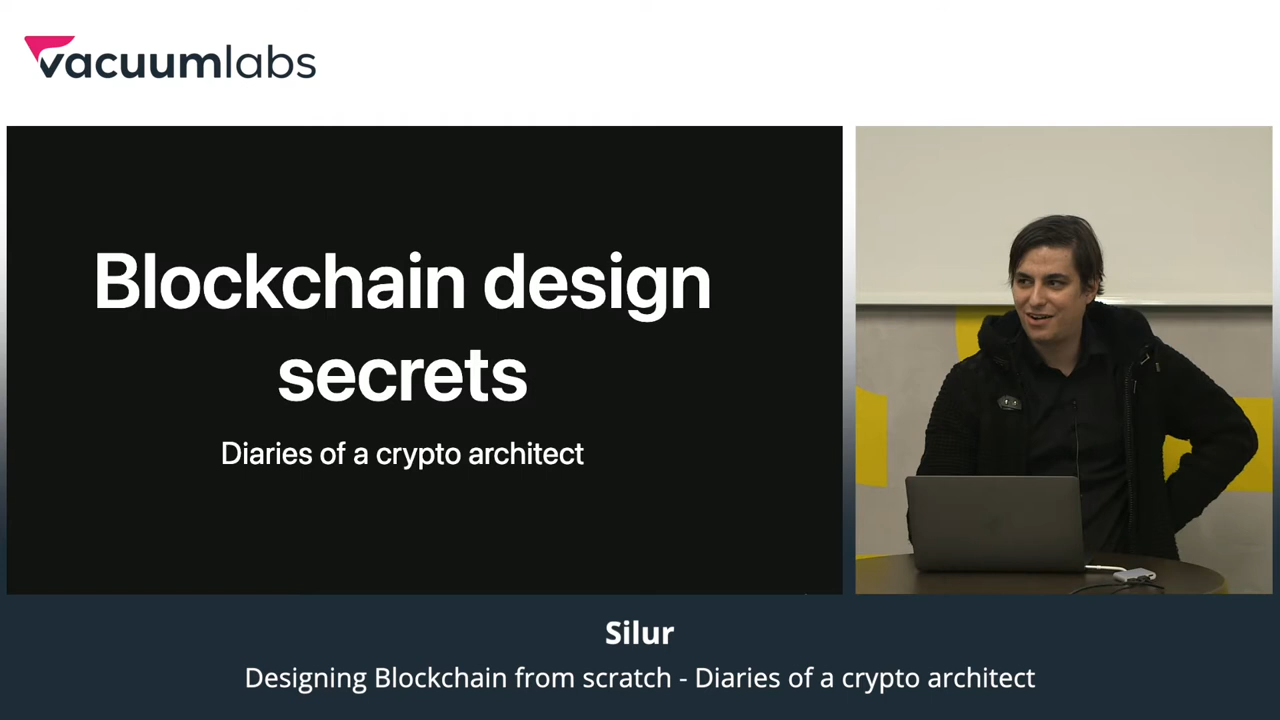 vacuumlabs
Blockchain design
secrets
Diaries of a crypto architect
Silur
Designing Blockchain from scratch - Diaries of a crypto architect